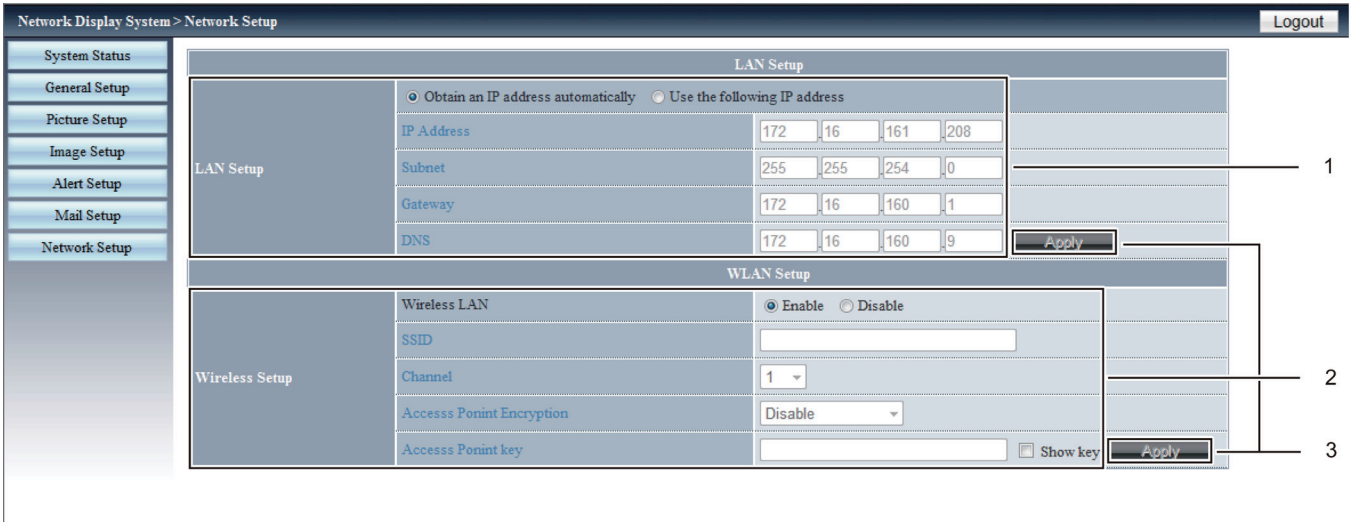 Network Display System > Network Setup
Logout
System Status
General Setup
Picture Setup
Image Setup
Alert Setup
Mail Setup
Network Setup
LAN Setup
LAN Setup
Obtain an IP address automatically Use the following IP address
IP Address 172 .16 .161 .208
Subnet 255 .255 .254 .0
Gateway 172 .16 .160 .1
DNS 172 .16 .160 .9 Apply
1
WLAN Setup
Wireless Setup
Wireless LAN Enable Disable
SSID
Channel 1
Accesss Ponint Encryption Disable
Accesss Ponint key Show key Apply
2
3